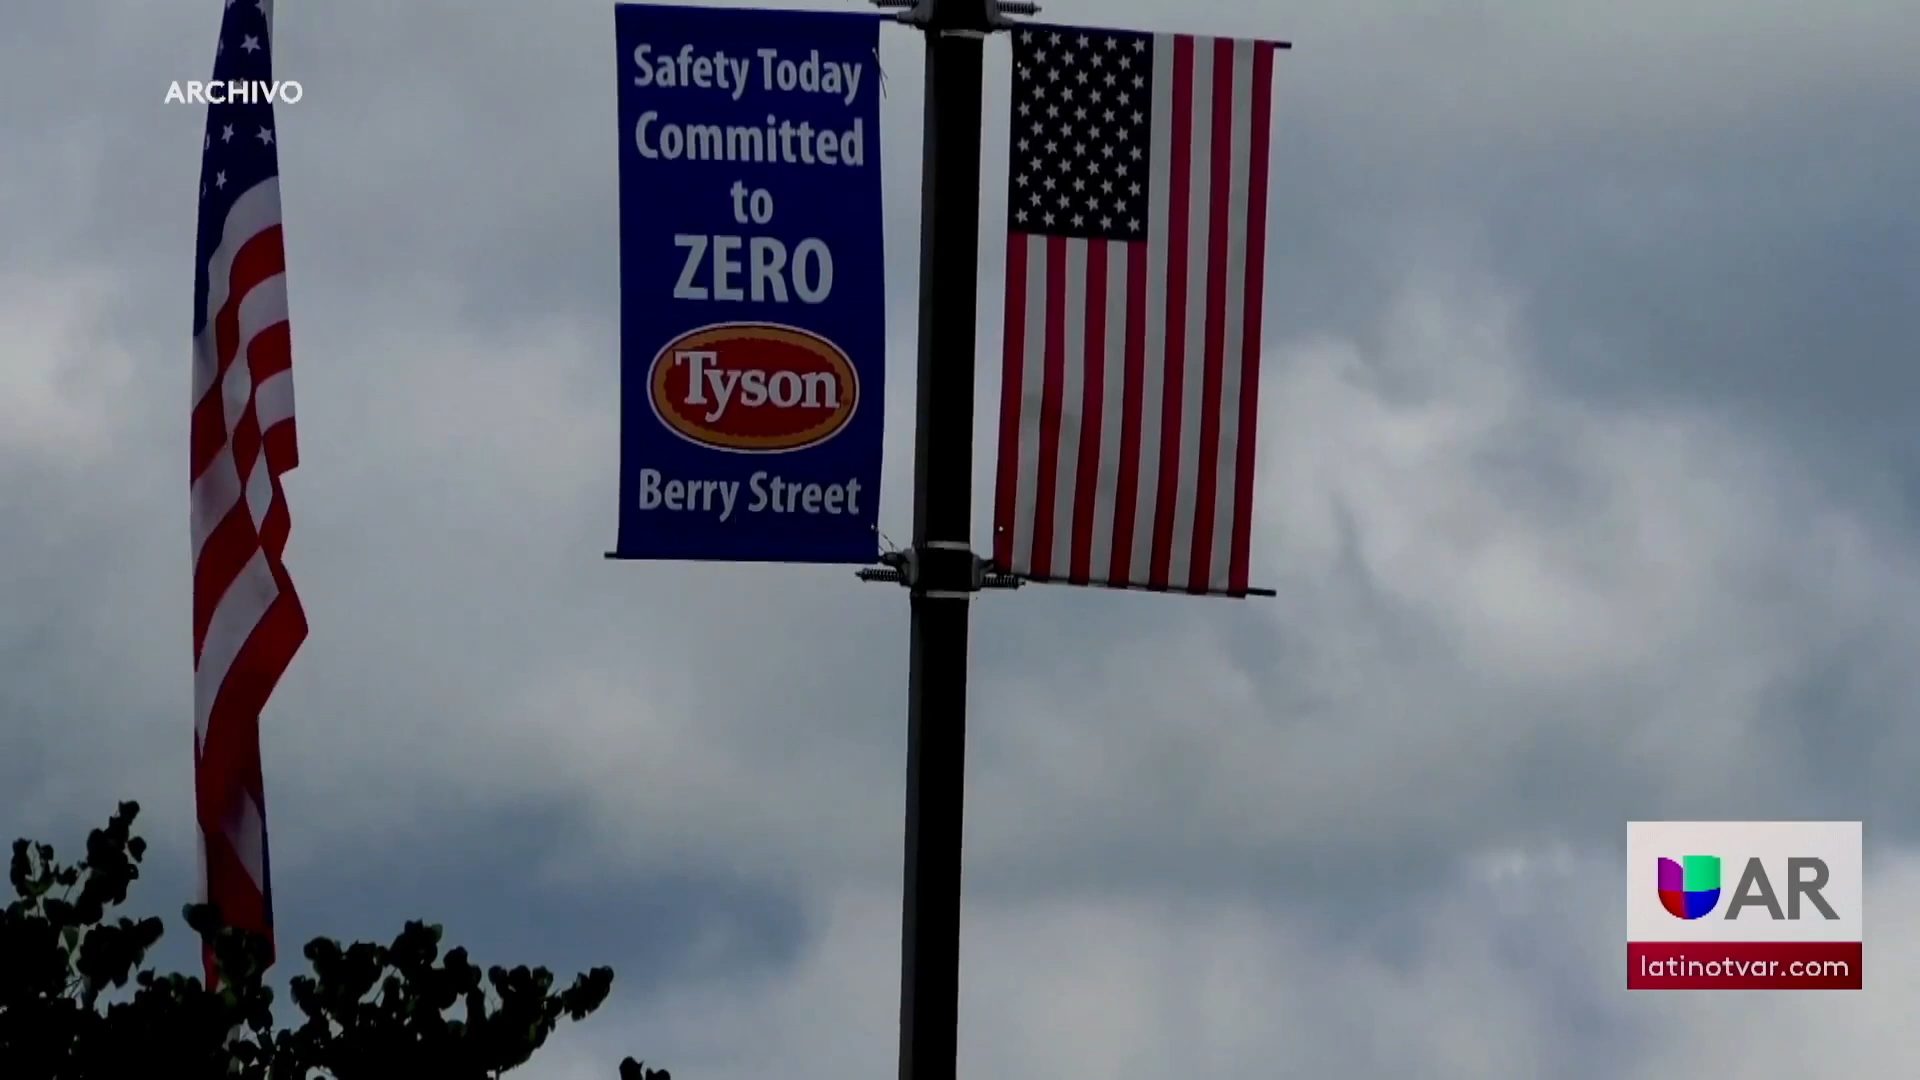 ARCHIVO
Safety Today
Committed
to
ZERO
Tyson
Berry Street
AR
latinotvar.com